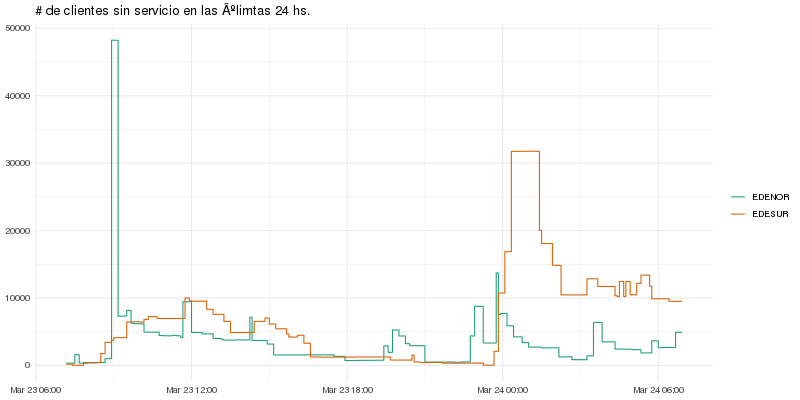 # de clientes sin servicio en las Ãºlimtas 24 hs.
50000
40000
30000
20000
10000
0
Mar 23 06:00
Mar 23 12:00
Mar 23 18:00
Mar 24 00:00
Mar 24 06:00
EDENOR
EDESUR